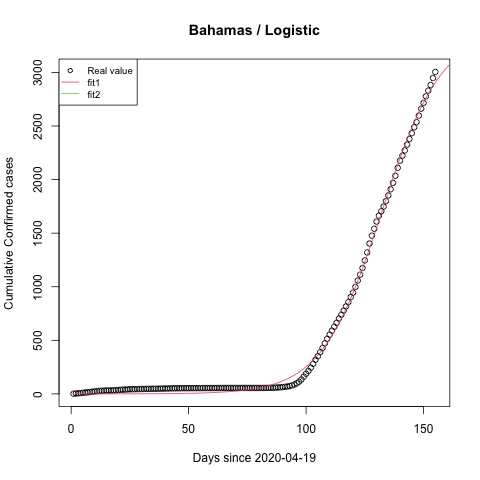 Bahamas / Logistic
Real value
fit1
fit2
Cumulative Confirmed cases
3000
2500
2000
1500
1000
500
0
0 50 100 150
Days since 2020-04-19